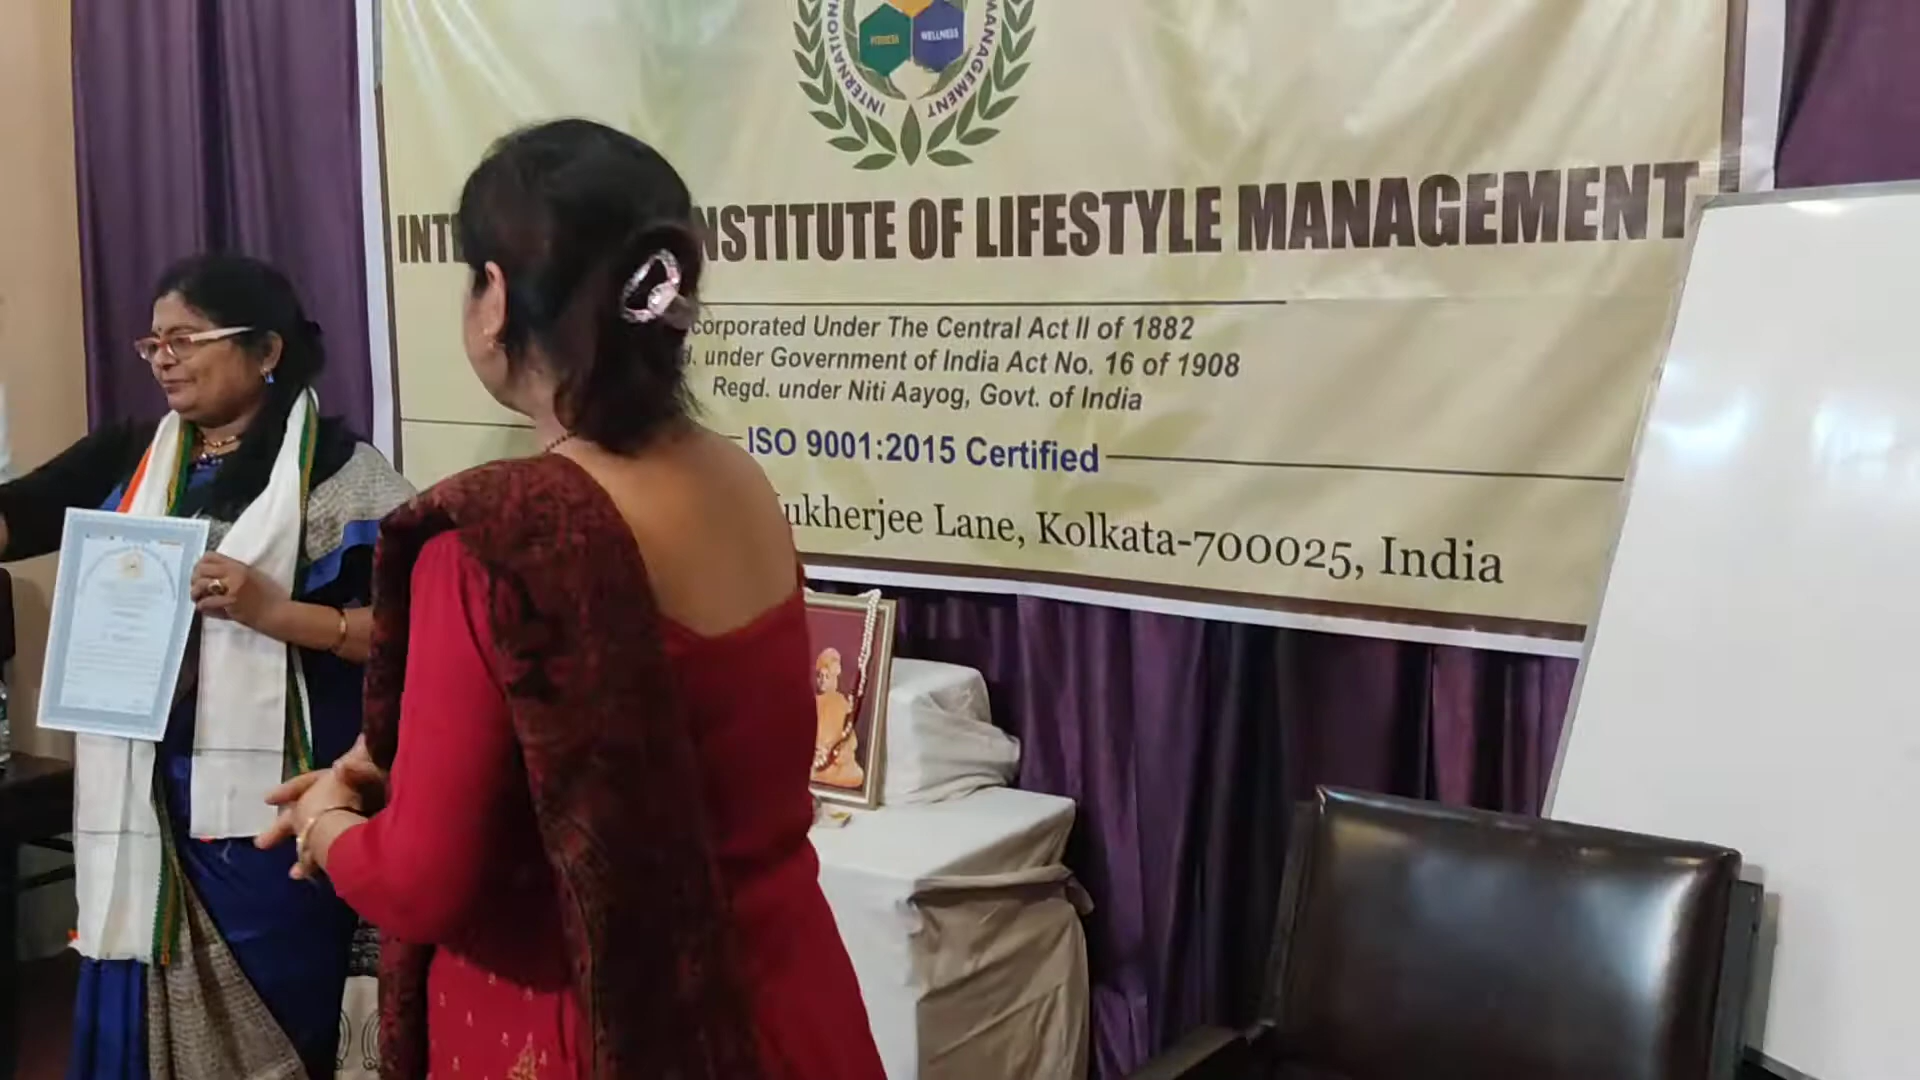 FITNESS WELLNESS
INTERNATIONAL MANAGEMENT
INT NSTITUTE OF LIFESTYLE MANAGEMENT
corporated Under The Central Act II of 1882
d. under Government of India Act No. 16 of 1908
Regd. under Niti Aayog, Govt. of India
ISO 9001:2015 Certified
ukherjee Lane, Kolkata-700025, India